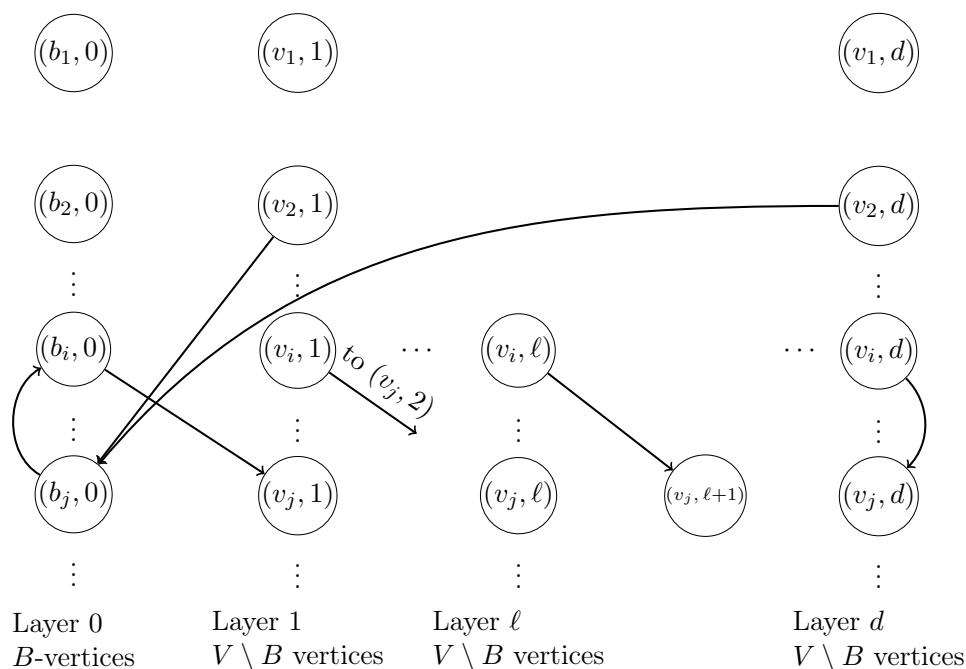 (b₁, 0) (v₁, 1) (v₁, d)
(b₂, 0) (v₂, 1) (v₂, d)
⋮ ⋮ ⋮
(bᵢ, 0) (vᵢ, 1) to (vⱼ, 2) ⋯ (vᵢ, ℓ) ⋯ (vᵢ, d)
⋮ ⋮ ⋮ ⋮
(bⱼ, 0) (vⱼ, 1) (vⱼ, ℓ) (vⱼ, ℓ+1) (vⱼ, d)
⋮ ⋮ ⋮ ⋮
Layer 0 Layer 1 Layer ℓ Layer d
B-vertices V \ B vertices V \ B vertices V \ B vertices